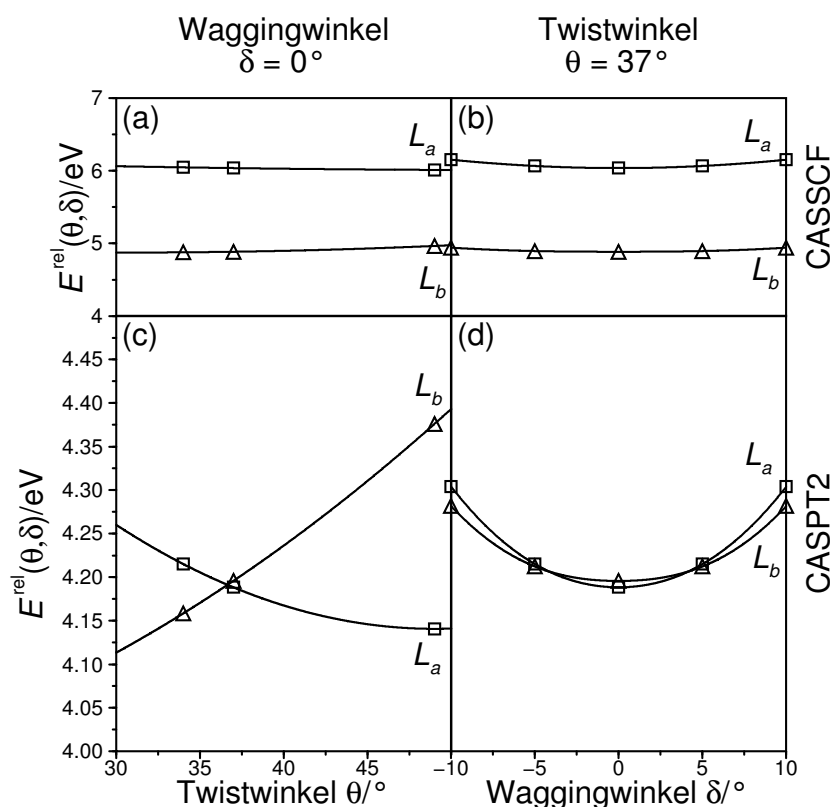 Waggingwinkel
δ = 0°
Twistwinkel
θ = 37°
7
6
5
4
E^rel(θ,δ)/eV
(a)
L_a
L_b
(b)
L_a
L_b
CASSCF
4.45
4.40
4.35
4.30
4.25
4.20
4.15
4.10
4.05
4.00
E^rel(θ,δ)/eV
(c)
L_b
L_a
(d)
L_a
L_b
CASPT2
30 35 40 45 −10 −5 0 5 10
Twistwinkel θ/°
Waggingwinkel δ/°